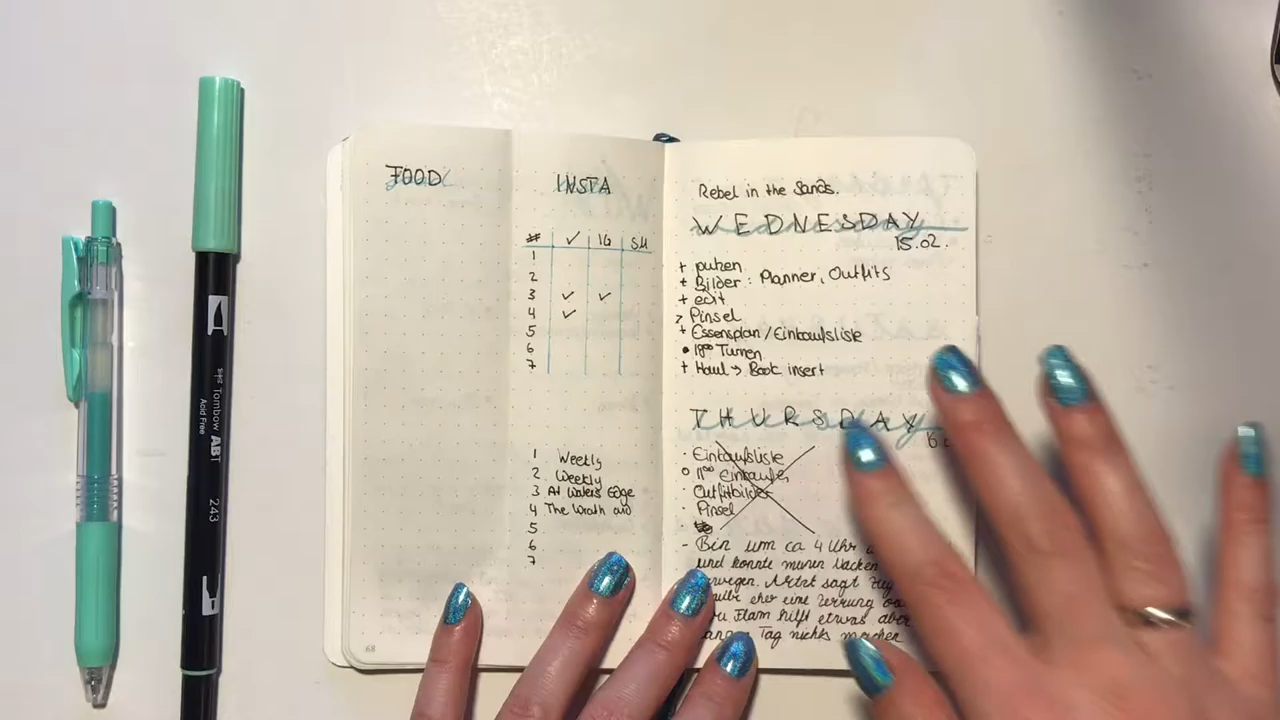 FOOD
INSTA
# ✓ IG SM
1
2
3 ✓ ✓
4 ✓
5
6
7
1 Weekly
2 Weekly
3 At Waters Edge
4 The Wrath and
5
6
7
68
Rebel in the Sands.
WEDNESDAY
15.02.
+ putzen
+ Bilder: Planner, Outfits
+ edit
> Pinsel
+ Essensplan/Einkaufsliste
• 18⁰⁰ Turnen
+ Haul → Book insert
THURSDAY
16
· Einkaufsliste
o 11⁰⁰ Einkaufen
· Outfitbilder
· Pinsel
- Bin um ca 4 Uhr
und konnte meinen Nacken
bewegen. Arzt sagt
eher eine Zerrung
Flam hilft etwas aber
Tag nichts machen
Tombow ABT
Acid Free
243